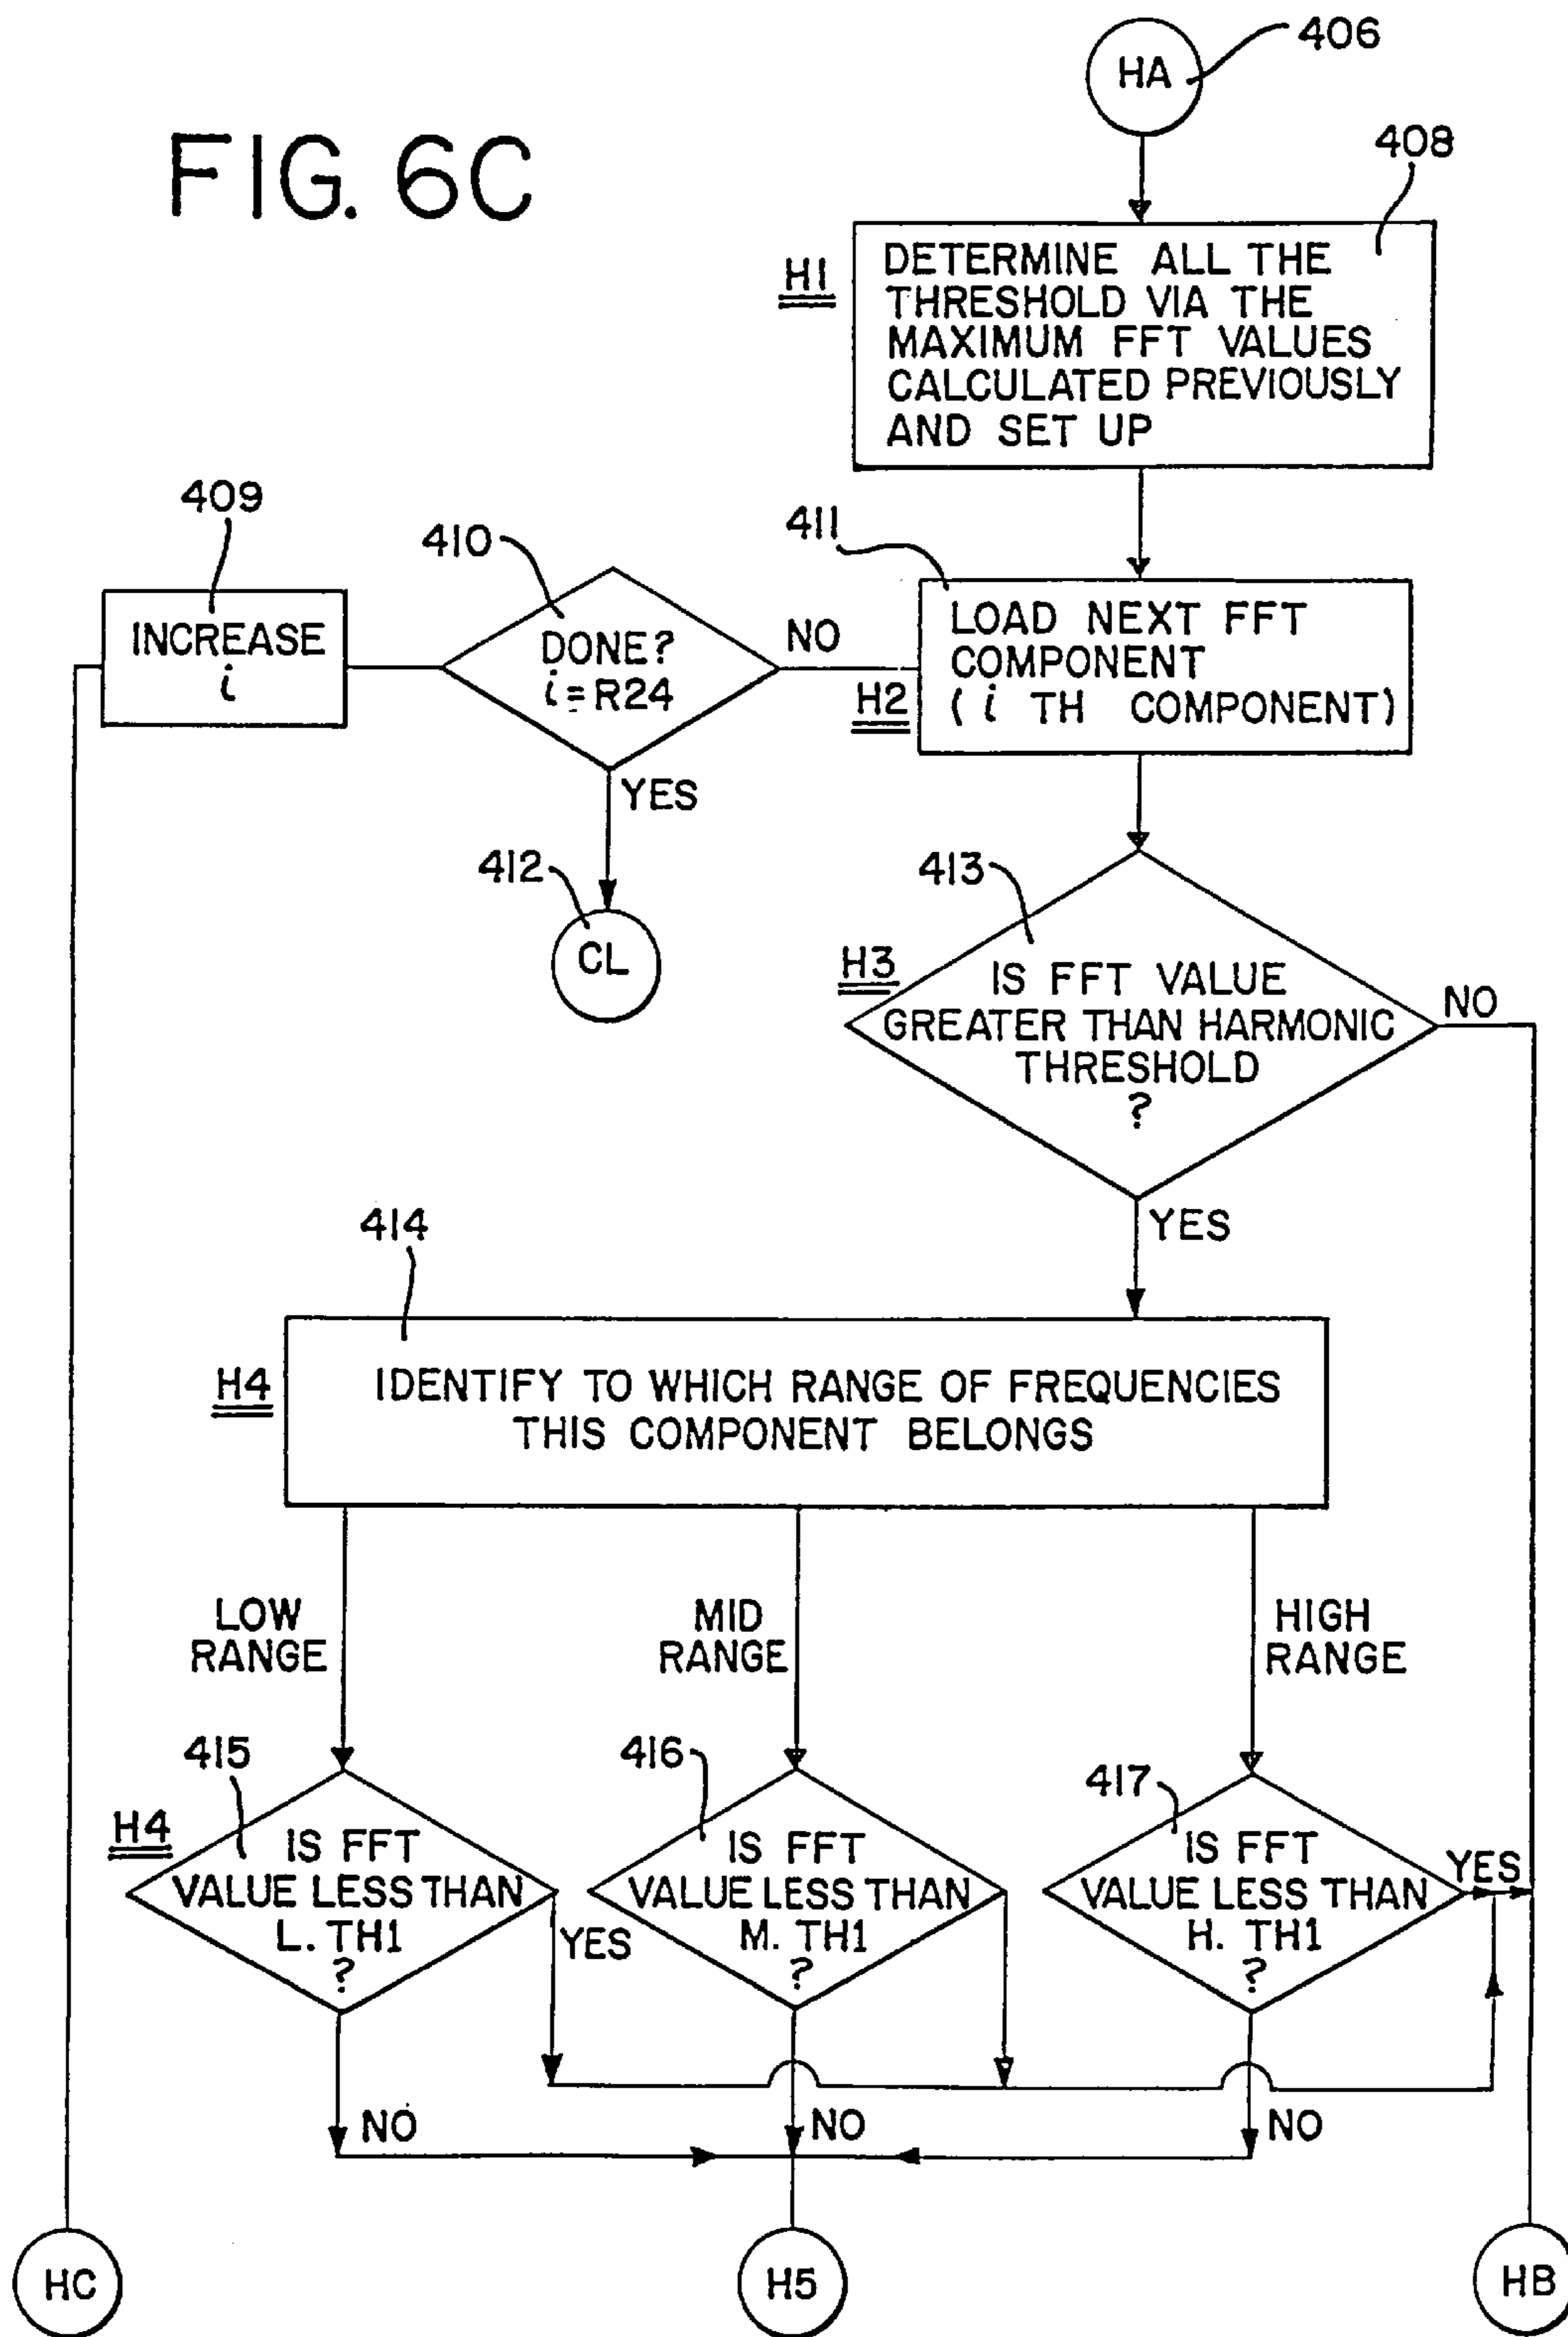 FIG. 6C
HA
406
408
H1
DETERMINE ALL THE
THRESHOLD VIA THE
MAXIMUM FFT VALUES
CALCULATED PREVIOUSLY
AND SET UP
409
INCREASE
i
410
DONE?
i = R24
NO
YES
411
H2
LOAD NEXT FFT
COMPONENT
( i TH COMPONENT)
412
CL
413
H3
IS FFT VALUE
GREATER THAN HARMONIC
THRESHOLD
?
NO
YES
414
H4
IDENTIFY TO WHICH RANGE OF FREQUENCIES
THIS COMPONENT BELONGS
LOW
RANGE
MID
RANGE
HIGH
RANGE
415
H4
IS FFT
VALUE LESS THAN
L. TH1
?
YES
416
IS FFT
VALUE LESS THAN
M. TH1
?
417
IS FFT
VALUE LESS THAN
H. TH1
?
YES
NO
NO
NO
HC
H5
HB